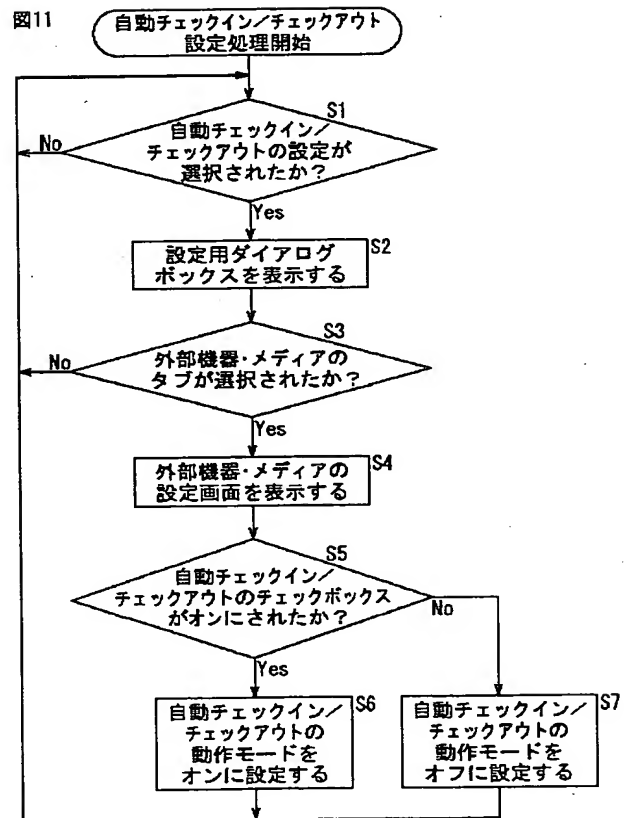 図11
自動チェックイン/チェックアウト
設定処理開始
S1
自動チェックイン/
チェックアウトの設定が
選択されたか?
No
Yes
S2
設定用ダイアログ
ボックスを表示する
S3
外部機器・メディアの
タブが選択されたか?
No
Yes
S4
外部機器・メディアの
設定画面を表示する
S5
自動チェックイン/
チェックアウトのチェックボックス
がオンにされたか?
No
Yes
S6
自動チェックイン/
チェックアウトの
動作モードを
オンに設定する
S7
自動チェックイン/
チェックアウトの
動作モードを
オフに設定する